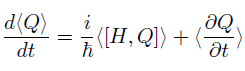 d⟨Q⟩/dt = i/ħ ⟨[H, Q]⟩ + ⟨∂Q/∂t⟩